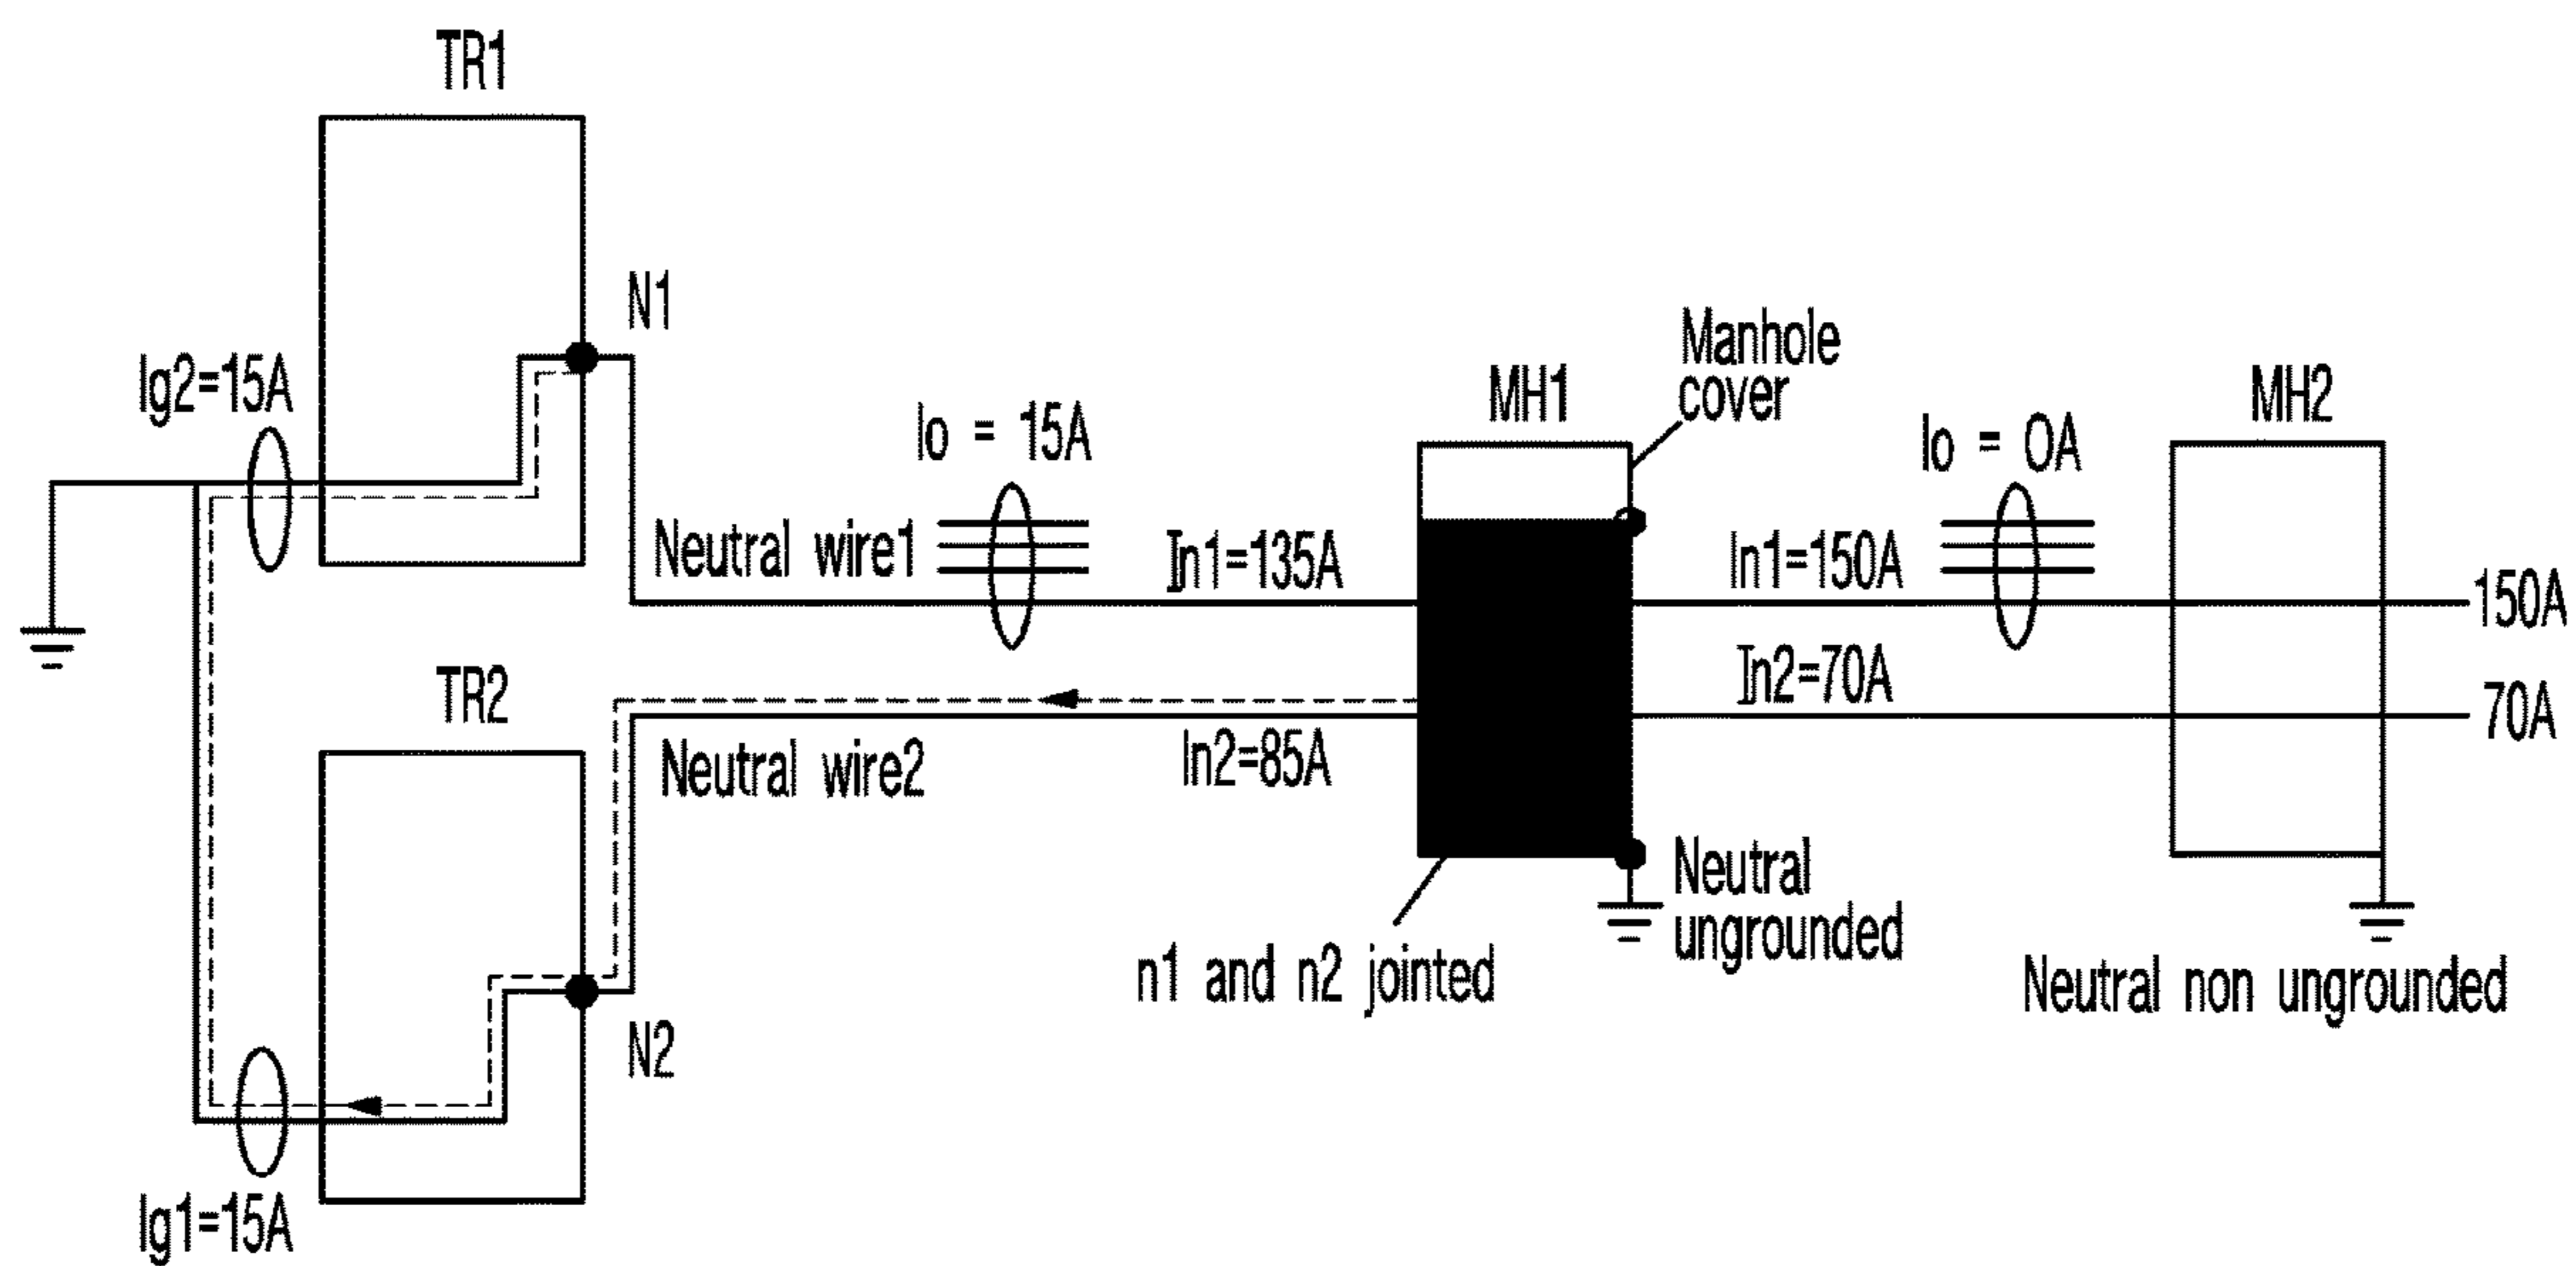 TR1
N1
Ig2=15A
Manhole
cover
MH1
MH2
Io = 15A
Io = 0A
Neutral wire1
In1=135A
In1=150A
150A
In2=70A
70A
TR2
Neutral wire2
In2=85A
Neutral
ungrounded
n1 and n2 jointed
Neutral non ungrounded
N2
Ig1=15A